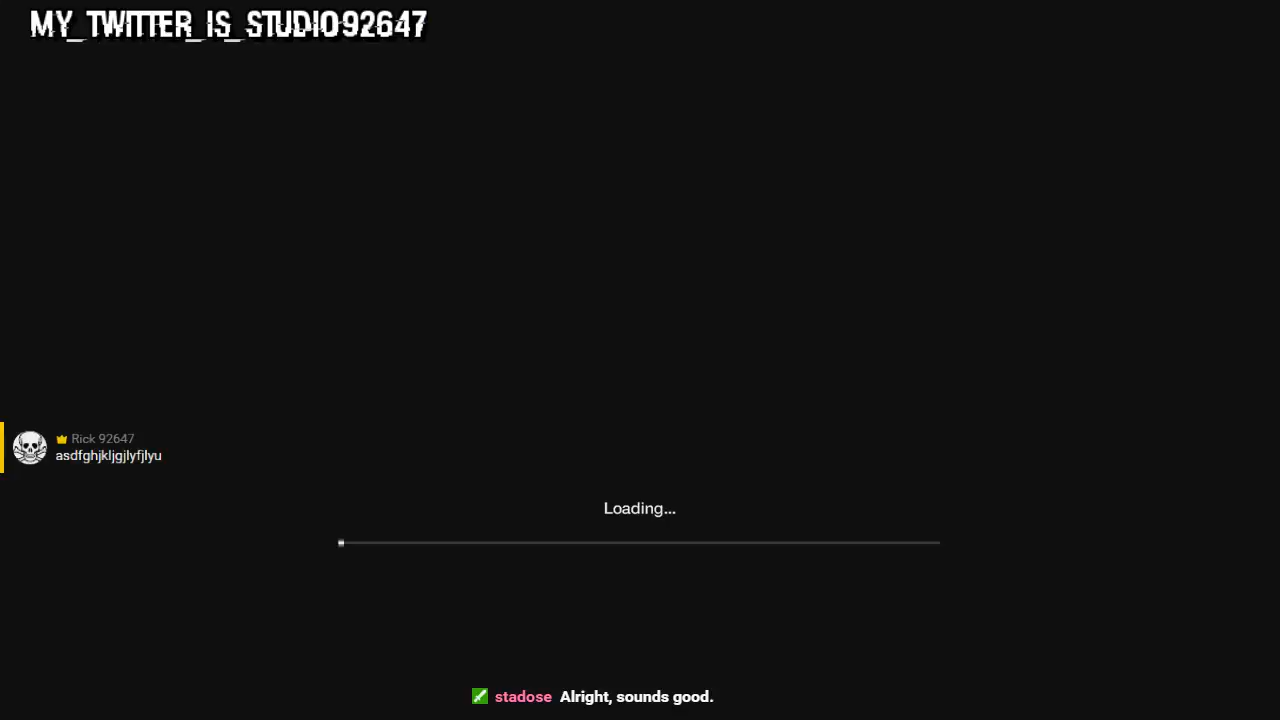 MY_TWITTER_IS_STUDIO92647
Rick 92647
asdfghjkljgjlyfjlyu
Loading...
stadose Alright, sounds good.